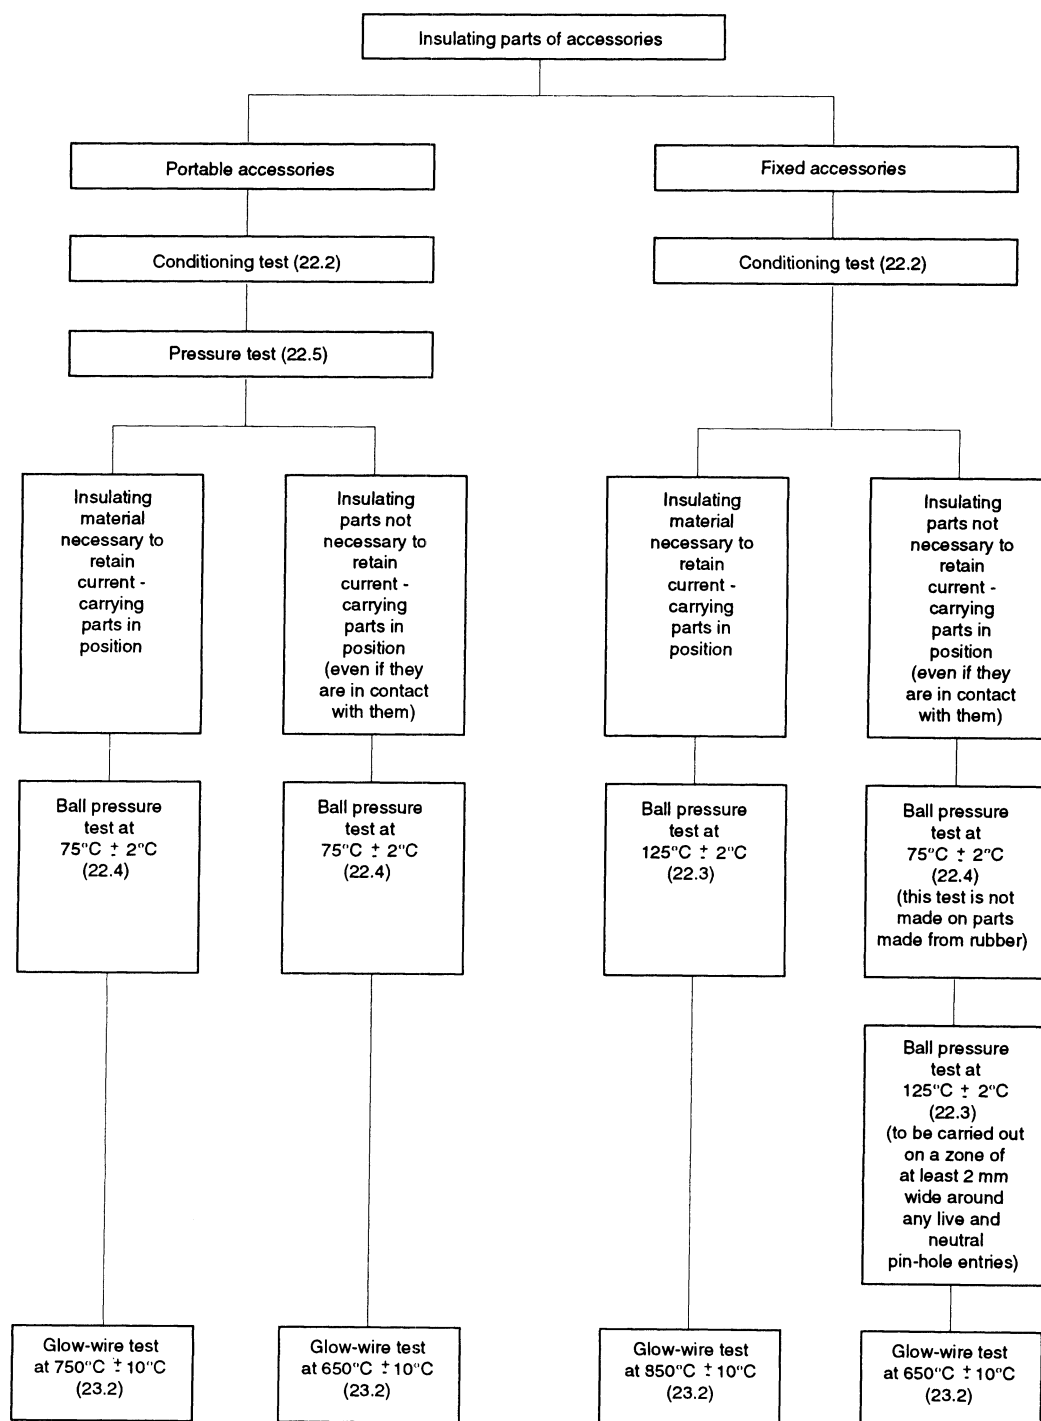 Insulating parts of accessories
Portable accessories
Fixed accessories
Conditioning test (22.2)
Conditioning test (22.2)
Pressure test (22.5)
Insulating
material
necessary to
retain
current -
carrying
parts in
position
Insulating
parts not
necessary to
retain
current -
carrying
parts in
position
(even if they
are in contact
with them)
Insulating
material
necessary to
retain
current -
carrying
parts in
position
Insulating
parts not
necessary to
retain
current -
carrying
parts in
position
(even if they
are in contact
with them)
Ball pressure
test at
75°C ± 2°C
(22.4)
Ball pressure
test at
75°C ± 2°C
(22.4)
Ball pressure
test at
125°C ± 2°C
(22.3)
Ball pressure
test at
75°C ± 2°C
(22.4)
(this test is not
made on parts
made from rubber)
Ball pressure
test at
125°C ± 2°C
(22.3)
(to be carried out
on a zone of
at least 2 mm
wide around
any live and
neutral
pin-hole entries)
Glow-wire test
at 750°C ± 10°C
(23.2)
Glow-wire test
at 650°C ± 10°C
(23.2)
Glow-wire test
at 850°C ± 10°C
(23.2)
Glow-wire test
at 650°C ± 10°C
(23.2)